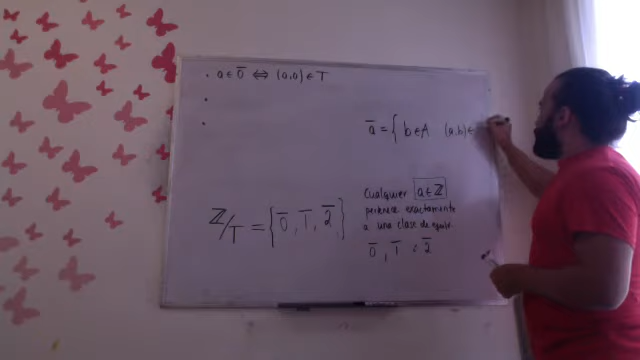 • a ∈ 0̅ ⇔ (a,0) ∈ T
•
•
a̅ = { b ∈ A (a,b) ∈
ℤ/T = { 0̅, 1̅, 2̅ }
Cualquier a ∈ ℤ
pertenece exactamente
a una clase de equiv.
0̅, 1̅ ó 2̅